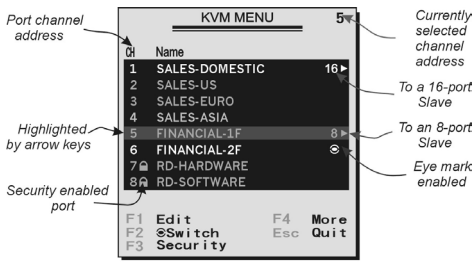 KVM MENU 5
Port channel
address
Currently
selected
channel
address
CH Name
1 SALES-DOMESTIC 16
2 SALES-US
3 SALES-EURO
4 SALES-ASIA
5 FINANCIAL-1F 8
6 FINANCIAL-2F
7 RD-HARDWARE
8 RD-SOFTWARE
To a 16-port
Slave
Highlighted
by arrow keys
To an 8-port
Slave
Eye mark
enabled
Security enabled
port
F1 Edit F4 More
F2 Switch Esc Quit
F3 Security